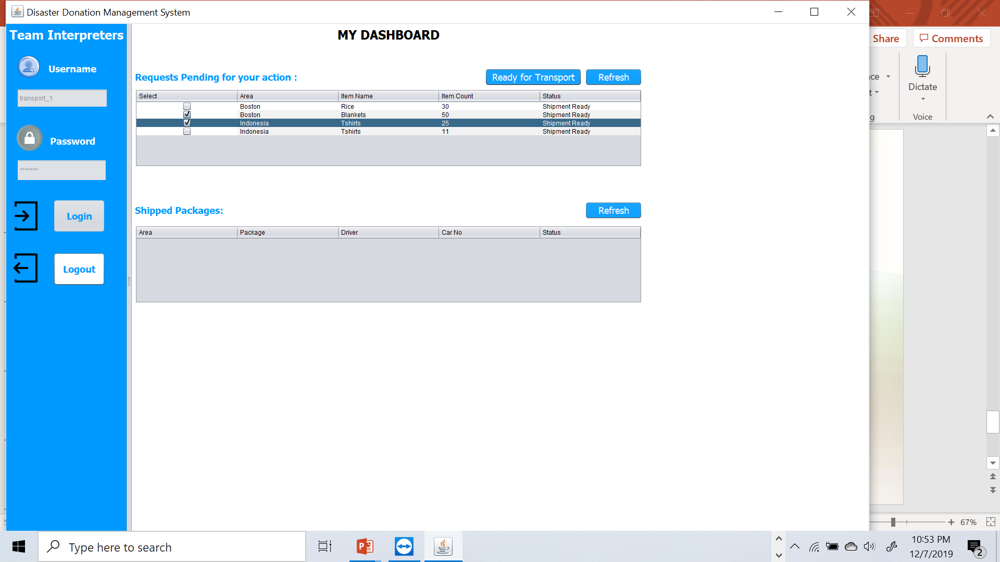 Disaster Donation Management System
Team Interpreters
MY DASHBOARD
Username
transport_1
Password
*******
Login
Logout
Requests Pending for your action :
Ready for Transport
Refresh
Select Area Item Name Item Count Status
Boston Rice 30 Shipment Ready
Boston Blankets 50 Shipment Ready
Indonesia Tshirts 25 Shipment Ready
Indonesia Tshirts 11 Shipment Ready
Shipped Packages:
Refresh
Area Package Driver Car No Status
Share
Comments
Dictate
Voice
67%
Type here to search
10:53 PM
12/7/2019
2